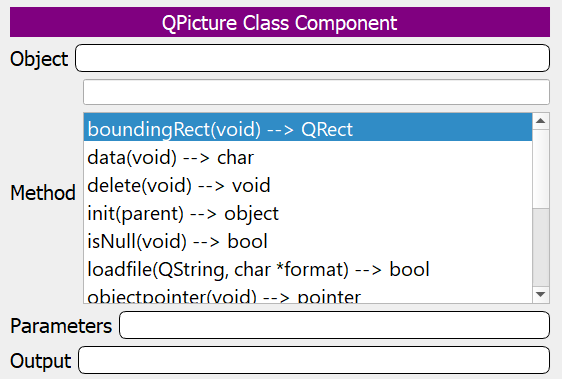 QPicture Class Component
Object
boundingRect(void) --> QRect
data(void) --> char
delete(void) --> void
Method
init(parent) --> object
isNull(void) --> bool
loadfile(QString, char *format) --> bool
objectpointer(void) --> pointer
Parameters
Output